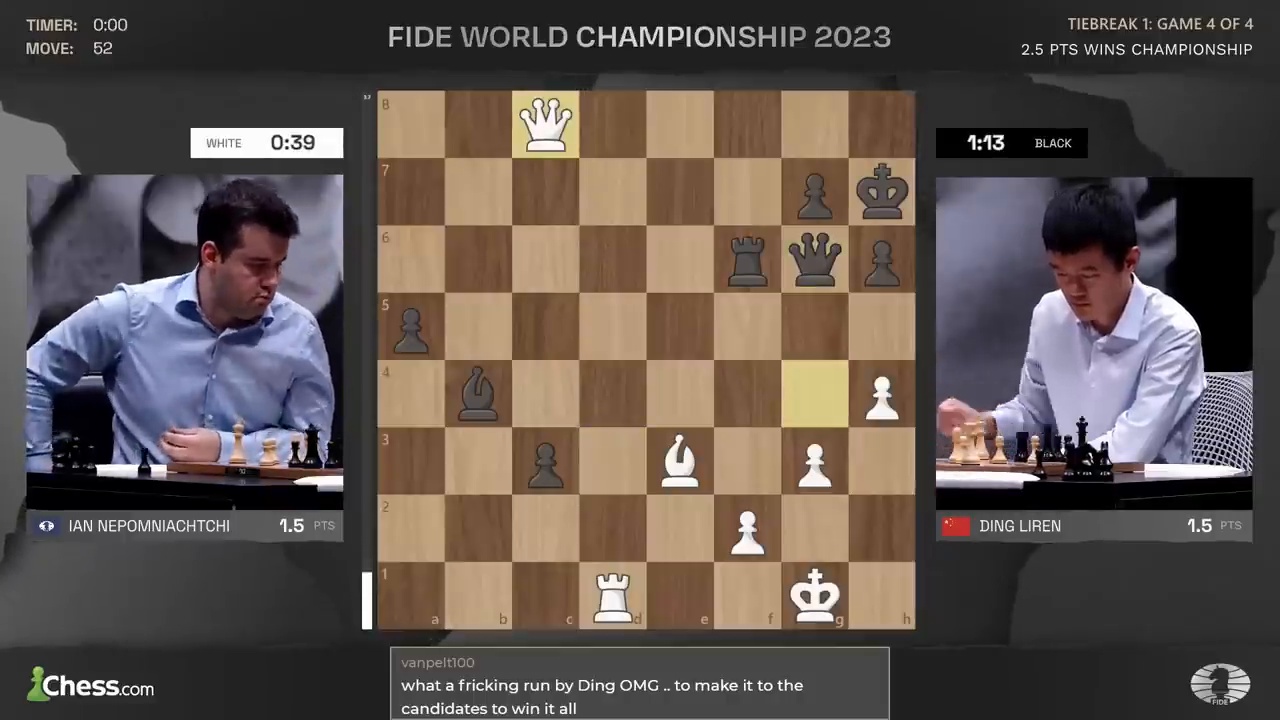 TIMER: 0:00
MOVE: 52
FIDE WORLD CHAMPIONSHIP 2023
TIEBREAK 1: GAME 4 OF 4
2.5 PTS WINS CHAMPIONSHIP
WHITE 0:39
1:13 BLACK
8
7
6
5
4
3
2
1
a b c d e f g h
IAN NEPOMNIACHTCHI 1.5 PTS
DING LIREN 1.5 PTS
vanpelt100
what a fricking run by Ding OMG .. to make it to the
candidates to win it all
Chess.com
FIDE